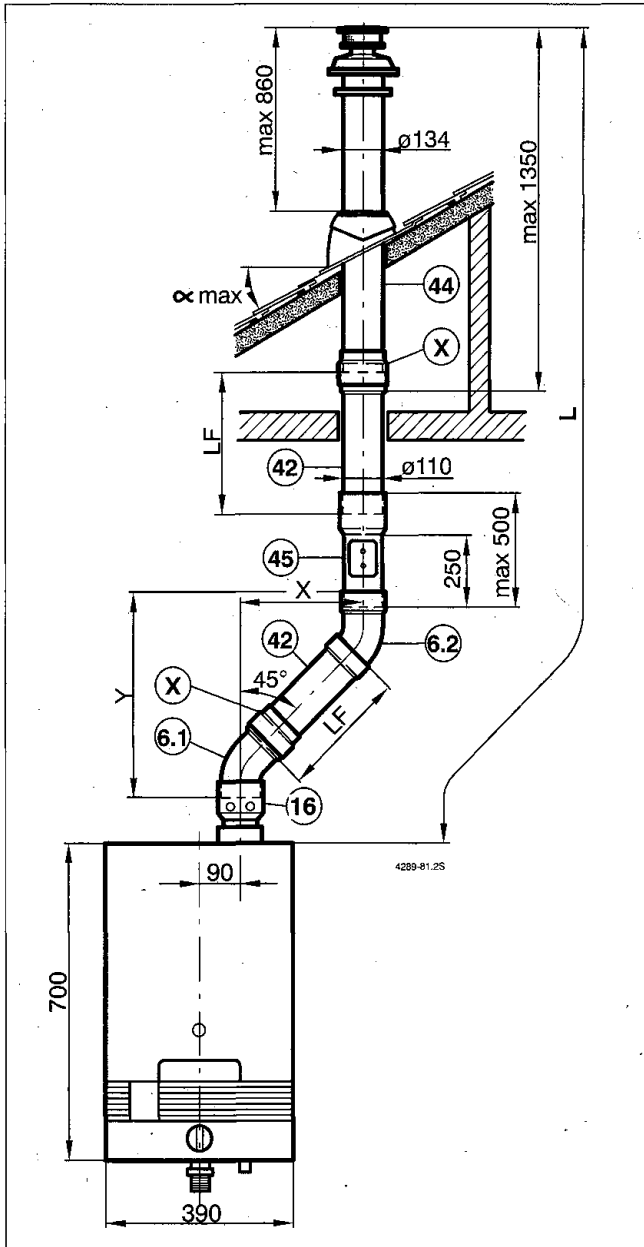 max 860
ø134
max 1350
∝ max
44
X
L
LF
42
ø110
max 500
45
250
X
42
6.2
Y
X
45°
LF
6.1
16
4289-81.2S
90
700
390